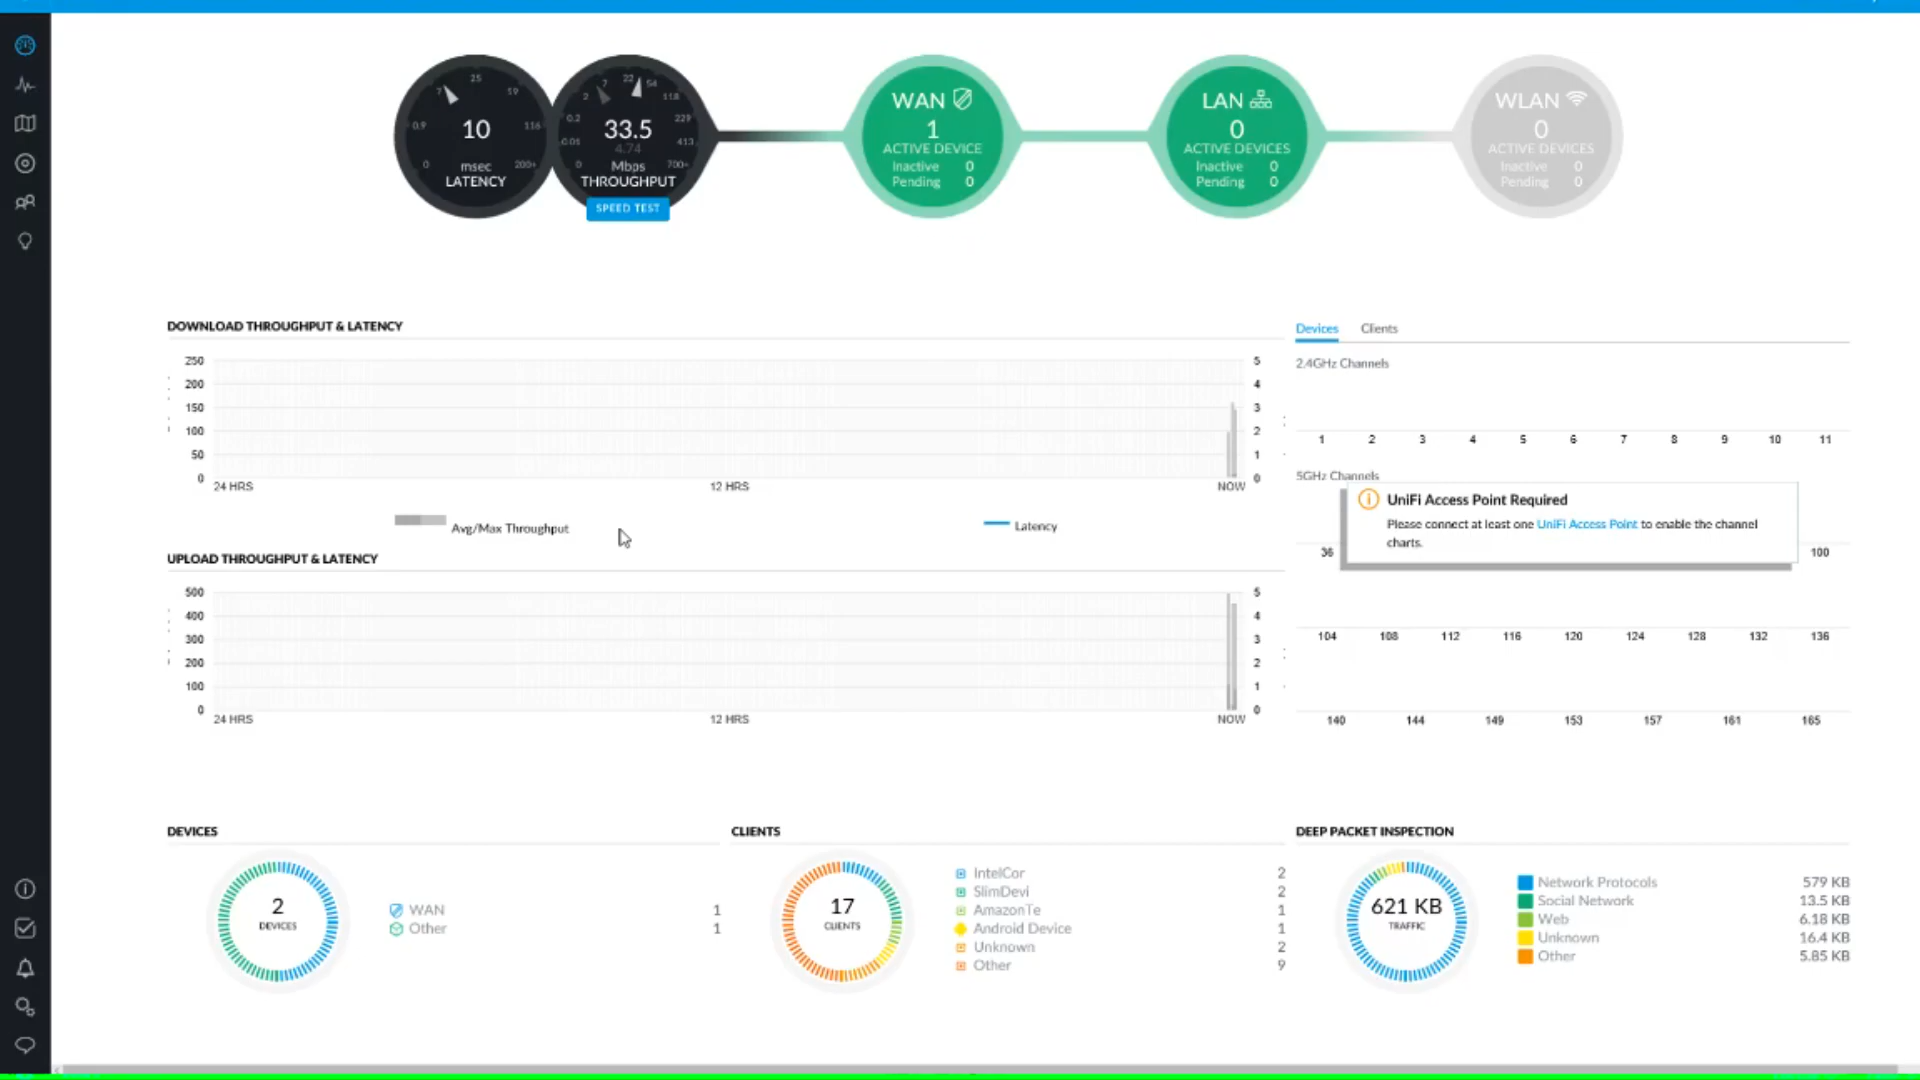 25
7
59
0.9
116
10
0
msec
200+
LATENCY
22
7
54
2
118
0.2
229
33.5
0.01
413
4.74
0
Mbps
700+
THROUGHPUT
SPEED TEST
WAN
1
ACTIVE DEVICE
Inactive 0
Pending 0
LAN
0
ACTIVE DEVICES
Inactive 0
Pending 0
WLAN
0
ACTIVE DEVICES
Inactive 0
Pending 0
DOWNLOAD THROUGHPUT & LATENCY
250 5
200 4
150 3
100 2
50 1
0 0
24 HRS 12 HRS NOW
Avg/Max Throughput Latency
UPLOAD THROUGHPUT & LATENCY
500 5
400 4
300 3
200 2
100 1
0 0
24 HRS 12 HRS NOW
Devices Clients
2.4GHz Channels
1 2 3 4 5 6 7 8 9 10 11
5GHz Channels
UniFi Access Point Required
Please connect at least one UniFi Access Point to enable the channel
charts.
36 100
104 108 112 116 120 124 128 132 136
140 144 149 153 157 161 165
DEVICES
2
DEVICES
WAN 1
Other 1
CLIENTS
17
CLIENTS
IntelCor 2
SlimDevi 2
AmazonTe 1
Android Device 1
Unknown 2
Other 9
DEEP PACKET INSPECTION
621 KB
TRAFFIC
Network Protocols 579 KB
Social Network 13.5 KB
Web 6.18 KB
Unknown 16.4 KB
Other 5.85 KB